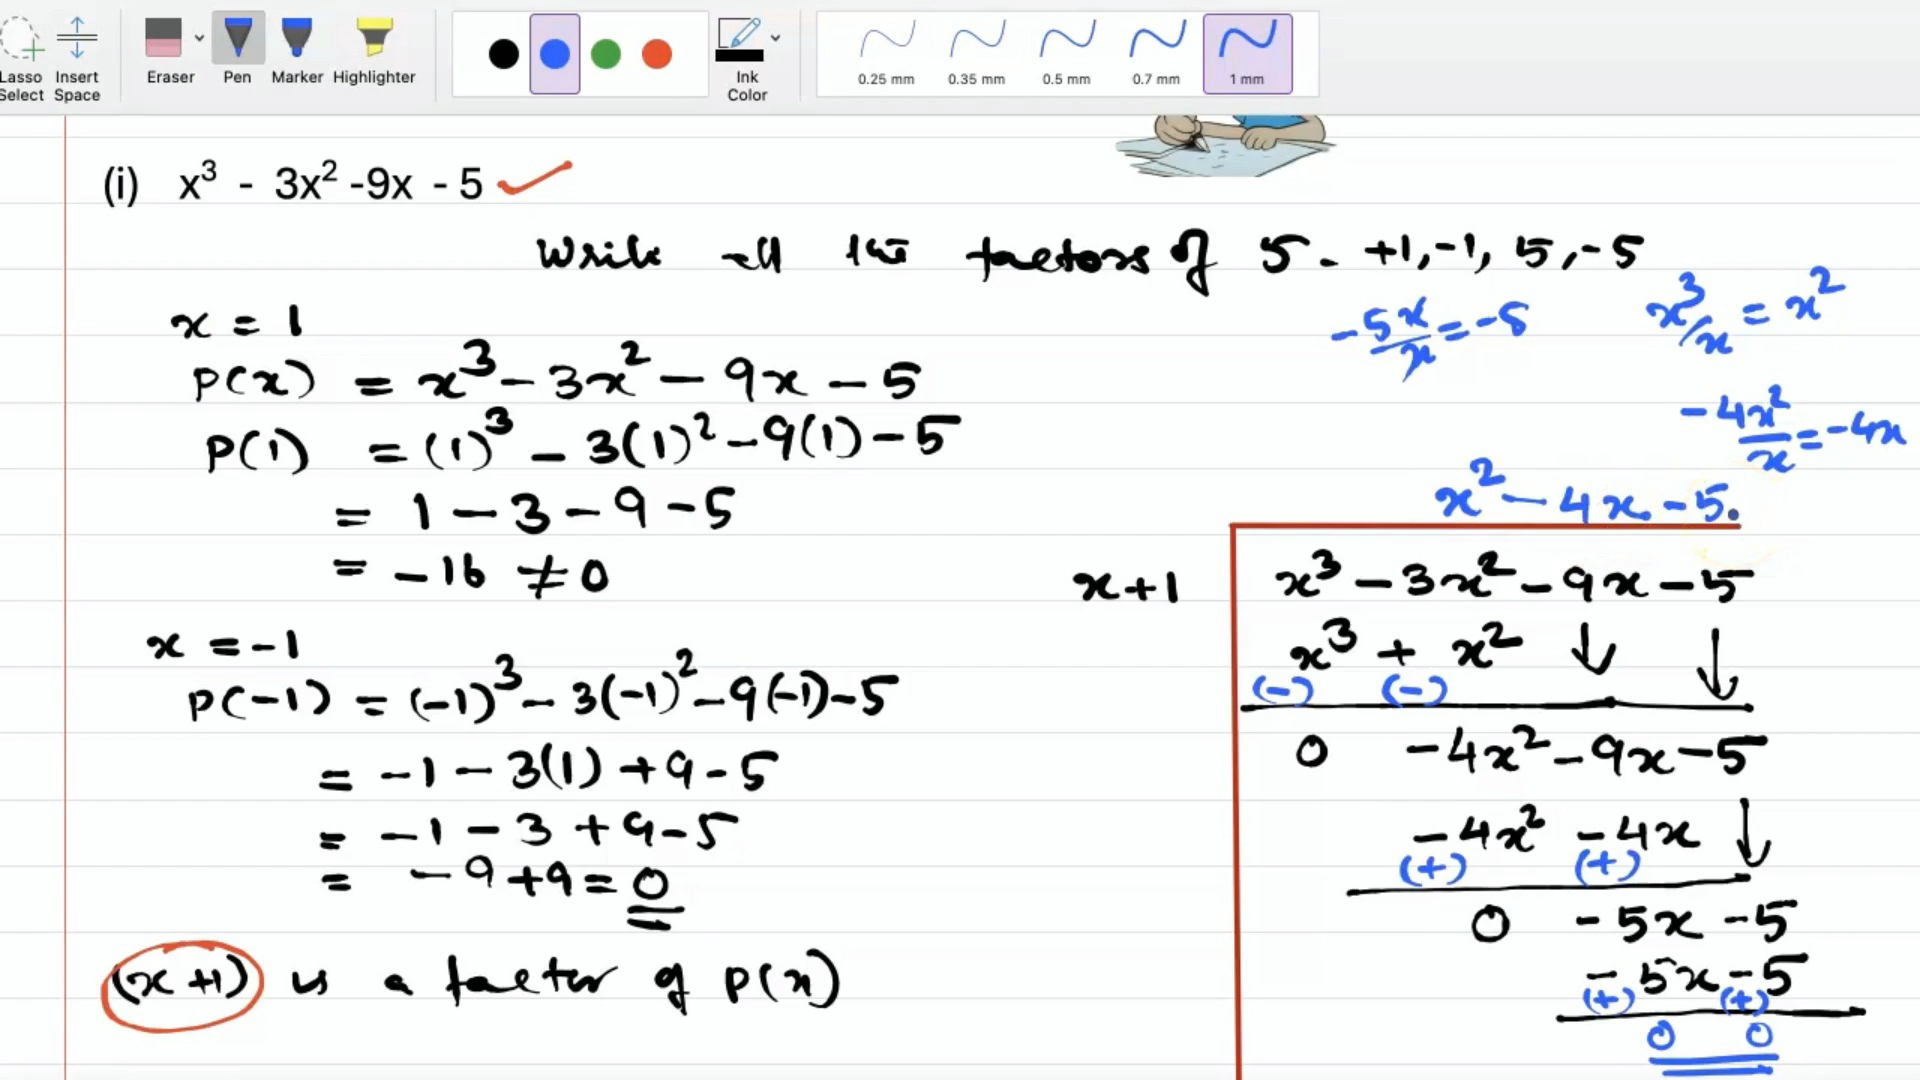 Lasso Select
Insert Space
Eraser
Pen
Marker
Highlighter
Ink Color
0.25 mm
0.35 mm
0.5 mm
0.7 mm
1 mm
(i) x³ - 3x² -9x - 5
Write all the factors of 5 - +1, -1, 5, -5
x = 1
P(x) = x³ - 3x² - 9x - 5
P(1) = (1)³ - 3(1)² - 9(1) - 5
= 1 - 3 - 9 - 5
= -16 ≠ 0
x = -1
P(-1) = (-1)³ - 3(-1)² - 9(-1) - 5
= -1 - 3(1) + 9 - 5
= -1 - 3 + 9 - 5
= -9 + 9 = 0
(x+1) is a factor of P(x)
-5x/x = -5
x³/x = x²
-4x²/x = -4x
x² - 4x - 5
x+1
x³ - 3x² - 9x - 5
x³ + x² ↓ ↓
(-) (-)
0 -4x² - 9x - 5
-4x² - 4x ↓
(+) (+)
0 -5x - 5
-5x - 5
(+) (+)
0 0